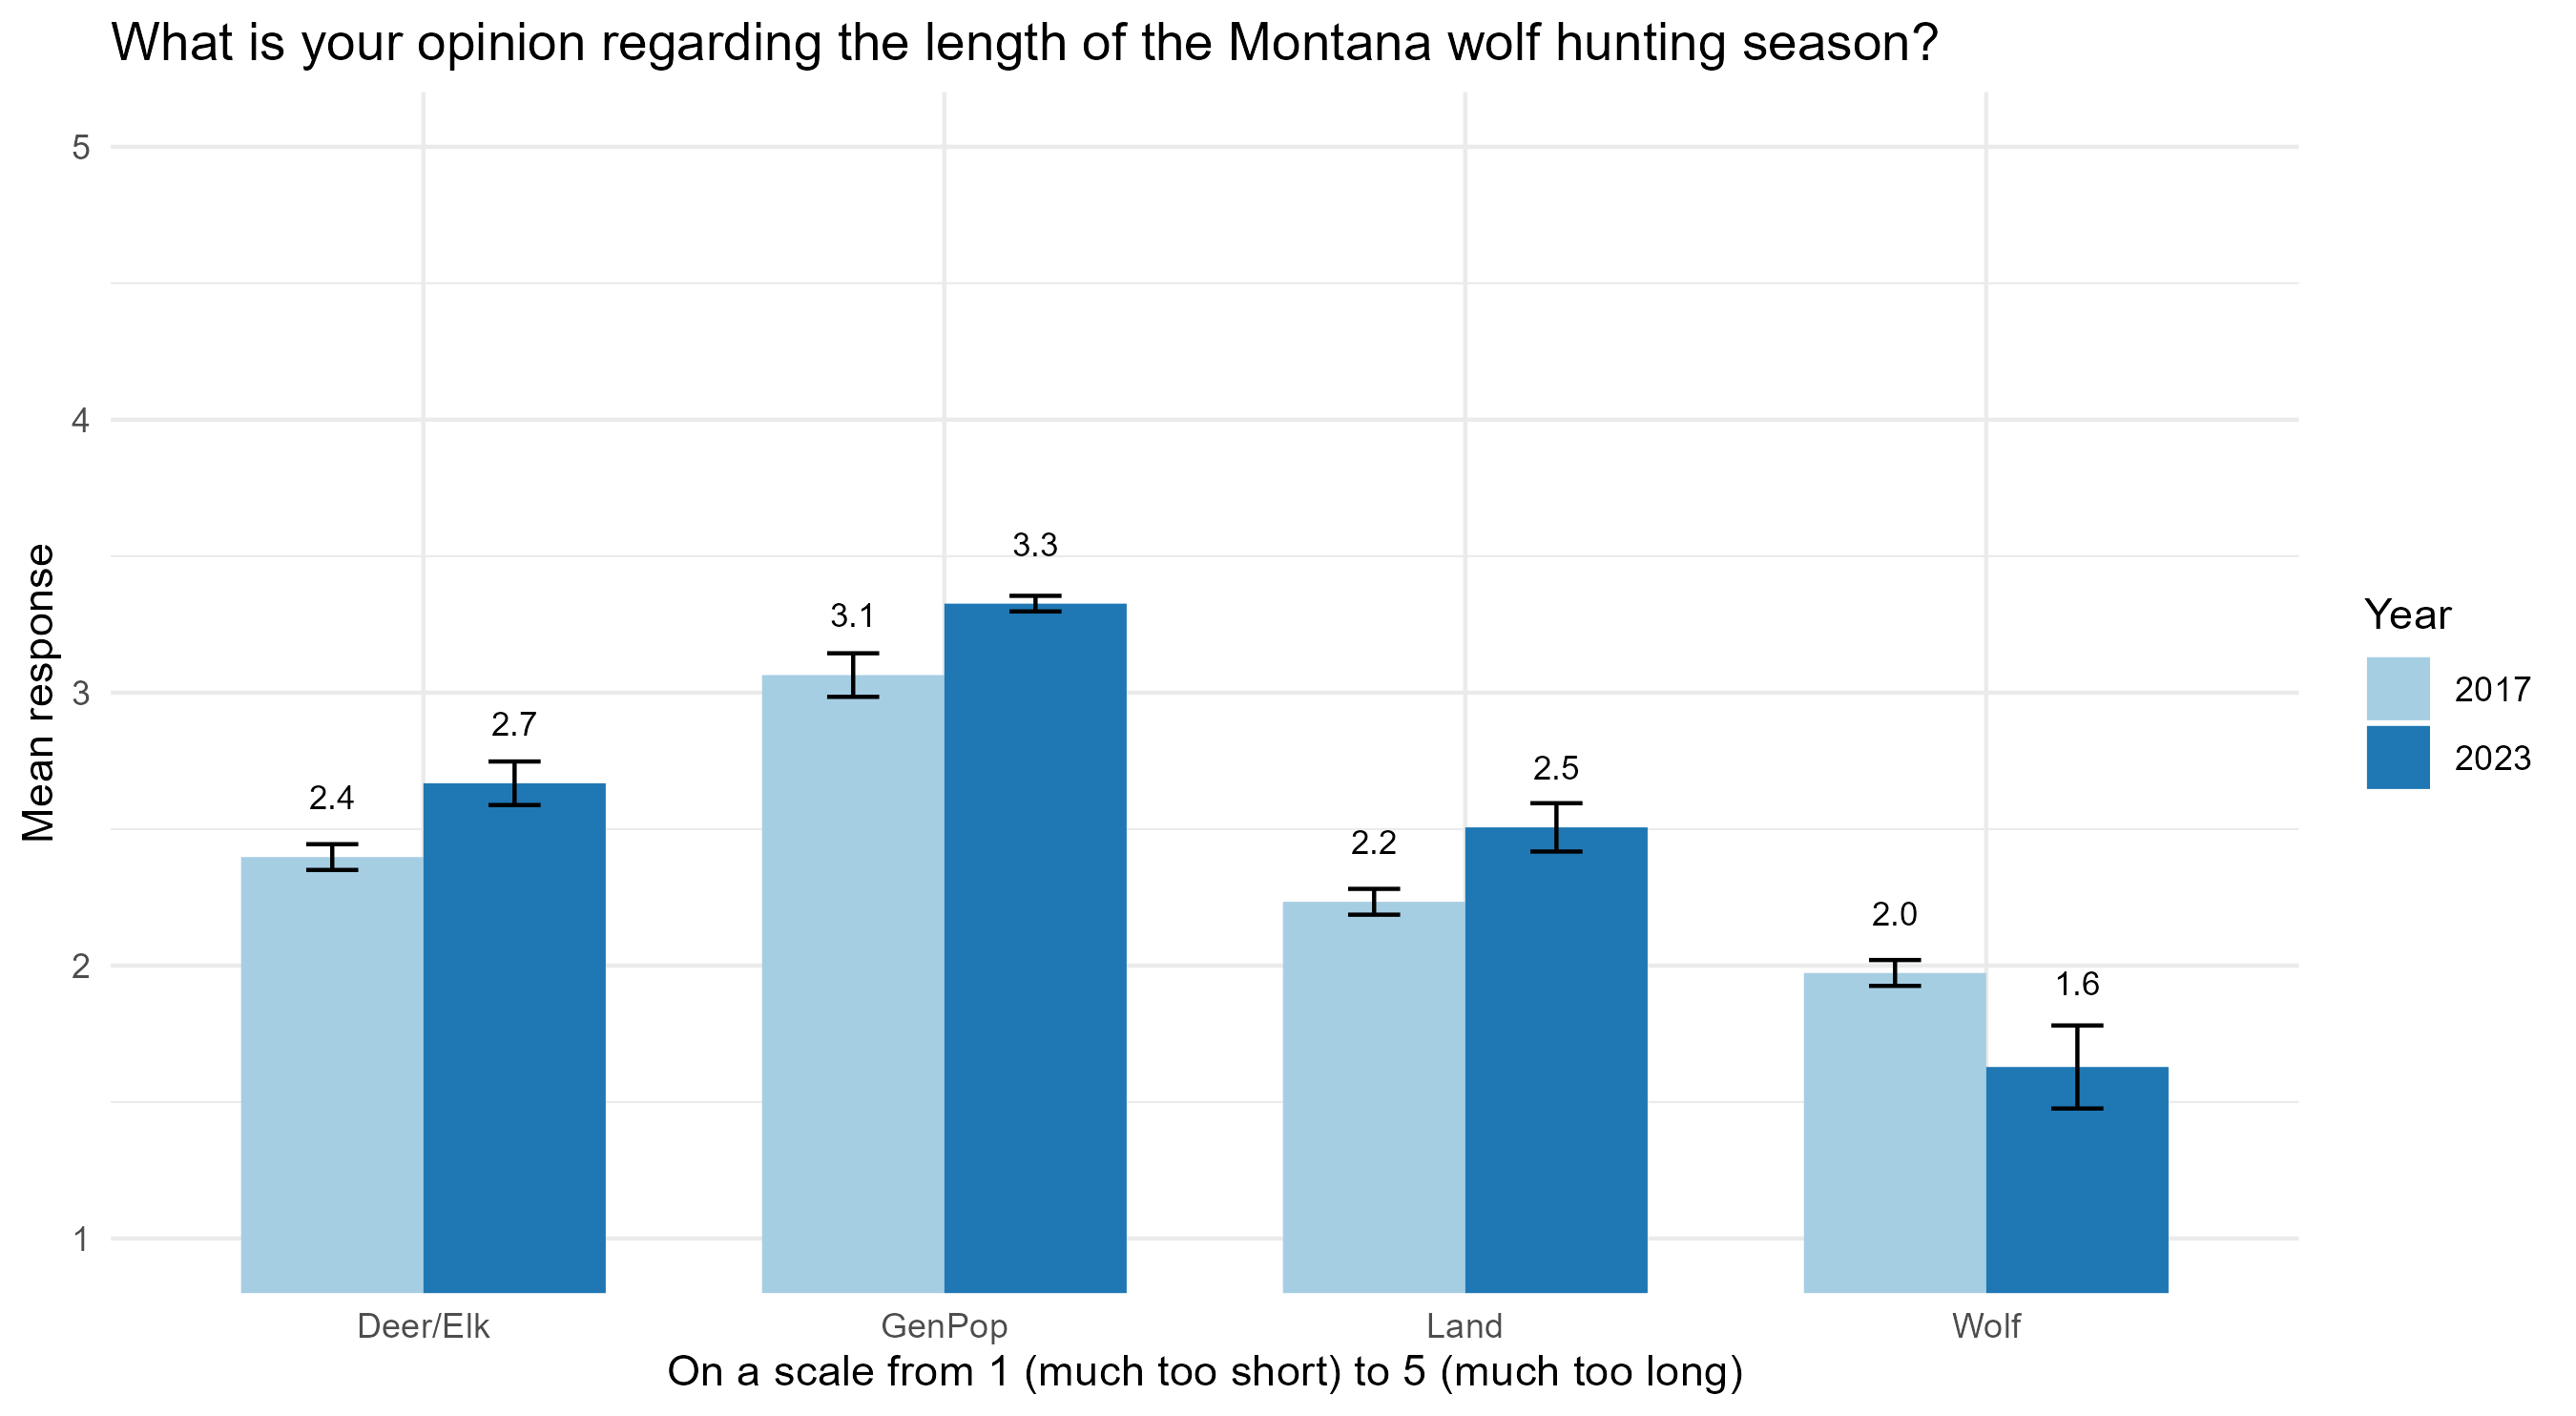 What is your opinion regarding the length of the Montana wolf hunting season?
5
4
3
2
1
Mean response
2.4
2.7
3.1
3.3
2.2
2.5
2.0
1.6
Deer/Elk
GenPop
Land
Wolf
On a scale from 1 (much too short) to 5 (much too long)
Year
2017
2023